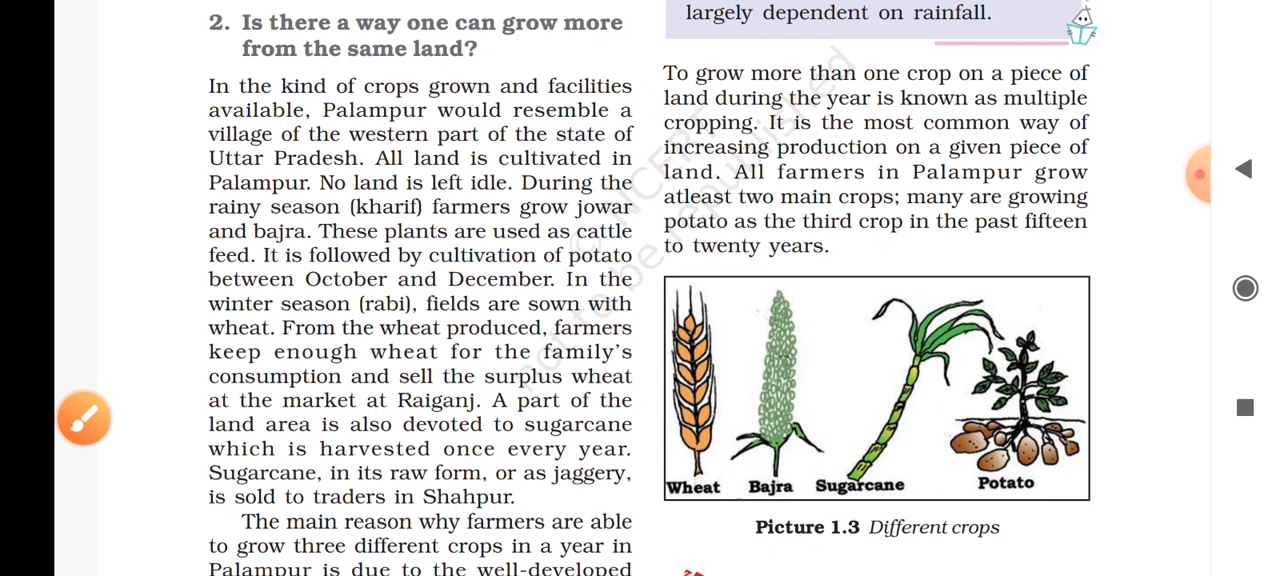 2. Is there a way one can grow more
from the same land?
In the kind of crops grown and facilities
available, Palampur would resemble a
village of the western part of the state of
Uttar Pradesh. All land is cultivated in
Palampur. No land is left idle. During the
rainy season (kharif) farmers grow jowar
and bajra. These plants are used as cattle
feed. It is followed by cultivation of potato
between October and December. In the
winter season (rabi), fields are sown with
wheat. From the wheat produced, farmers
keep enough wheat for the family's
consumption and sell the surplus wheat
at the market at Raiganj. A part of the
land area is also devoted to sugarcane
which is harvested once every year.
Sugarcane, in its raw form, or as jaggery,
is sold to traders in Shahpur.
The main reason why farmers are able
to grow three different crops in a year in
Palampur is due to the well-developed
largely dependent on rainfall.
To grow more than one crop on a piece of
land during the year is known as multiple
cropping. It is the most common way of
increasing production on a given piece of
land. All farmers in Palampur grow
atleast two main crops; many are growing
potato as the third crop in the past fifteen
to twenty years.
Wheat Bajra Sugarcane Potato
Picture 1.3 Different crops
© NCERT
not to be republished